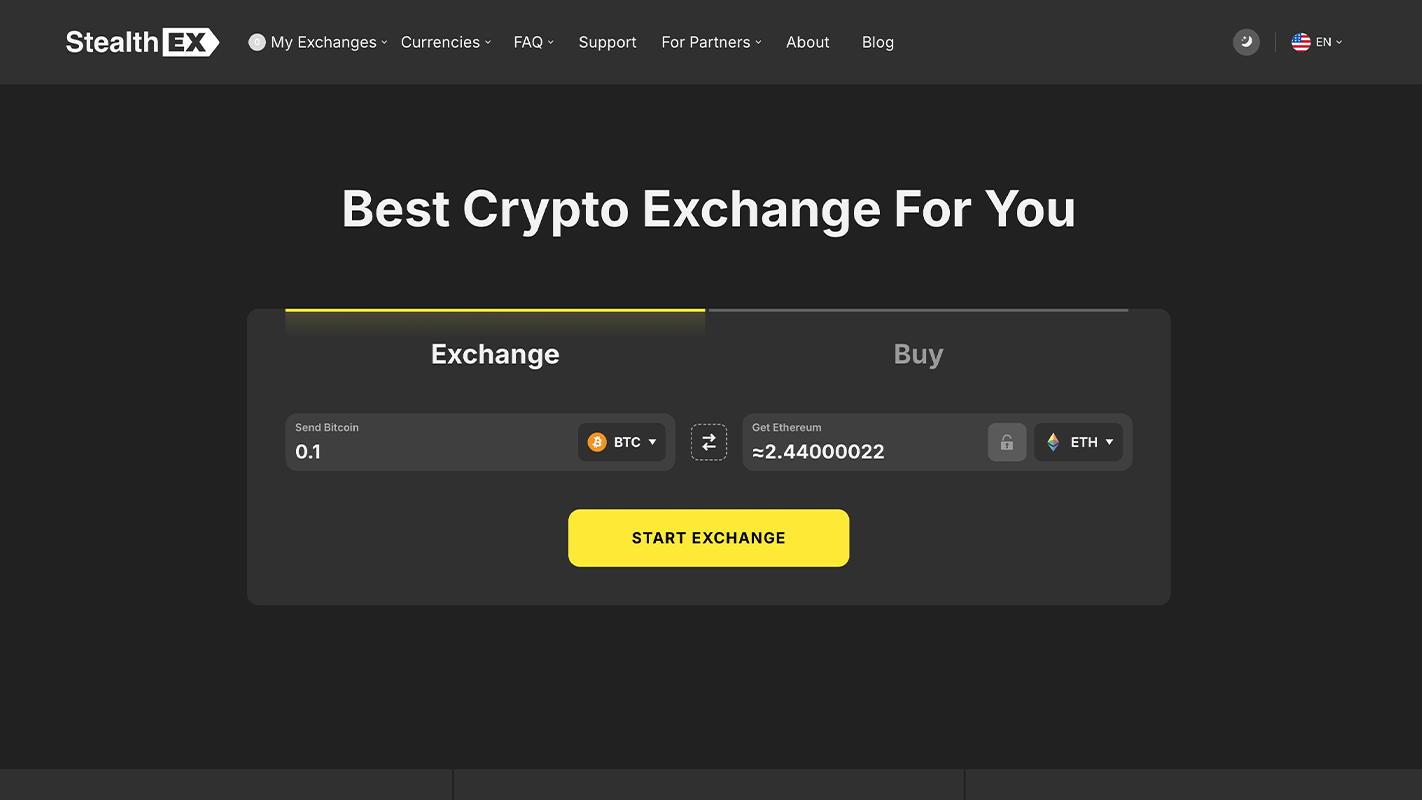 StealthEX
0 My Exchanges Currencies FAQ Support For Partners About Blog EN
Best Crypto Exchange For You
Exchange Buy
Send Bitcoin
0.1
BTC
Get Ethereum
≈2.44000022
ETH
START EXCHANGE